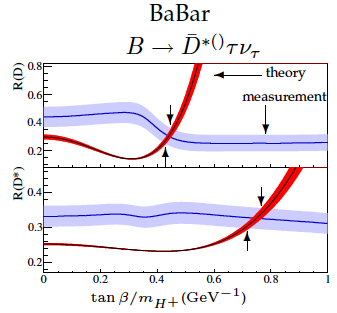 BaBar
B → D̄*⁽⁾τν_τ
0.8
theory
R(D)
0.6
measurement
0.4
0.2
R(D*)
0.4
0.3
0.2
0 0.2 0.4 0.6 0.8 1
tan β/m_H+(GeV⁻¹)